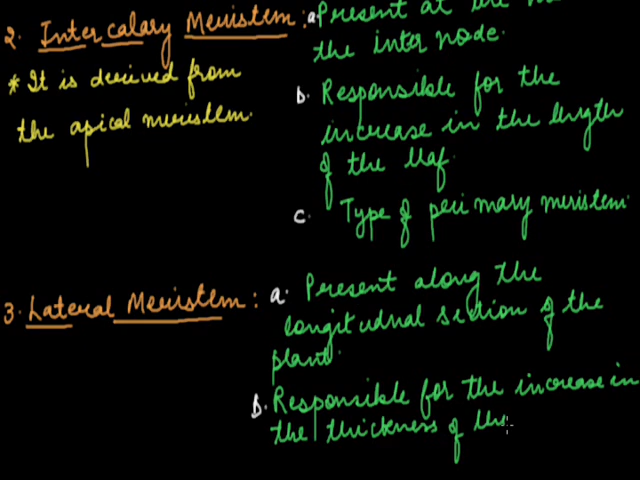 2. Intercalary Meristem: a. Present at the
the inter node.
* It is derived from
the apical meristem.
b. Responsible for the
increase in the length
of the leaf.
c. Type of perimary meristem.
3. Lateral Meristem: a. Present along the
longitudnal section of the
plant.
b. Responsible for the increase in
the thickness of the